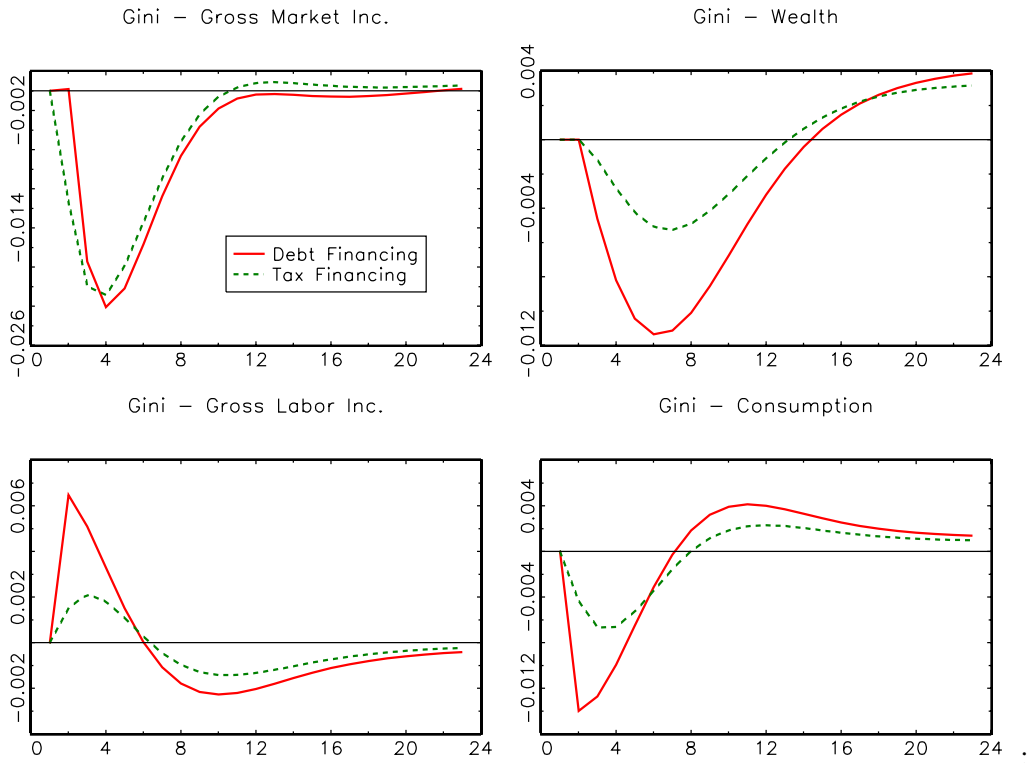 Gini – Gross Market Inc.
-0.002
-0.014
-0.026
Debt Financing
Tax Financing
0 4 8 12 16 20 24
Gini – Wealth
0.004
-0.004
-0.012
0 4 8 12 16 20 24
Gini – Gross Labor Inc.
0.006
0.002
-0.002
0 4 8 12 16 20 24
Gini – Consumption
0.004
-0.004
-0.012
0 4 8 12 16 20 24
.